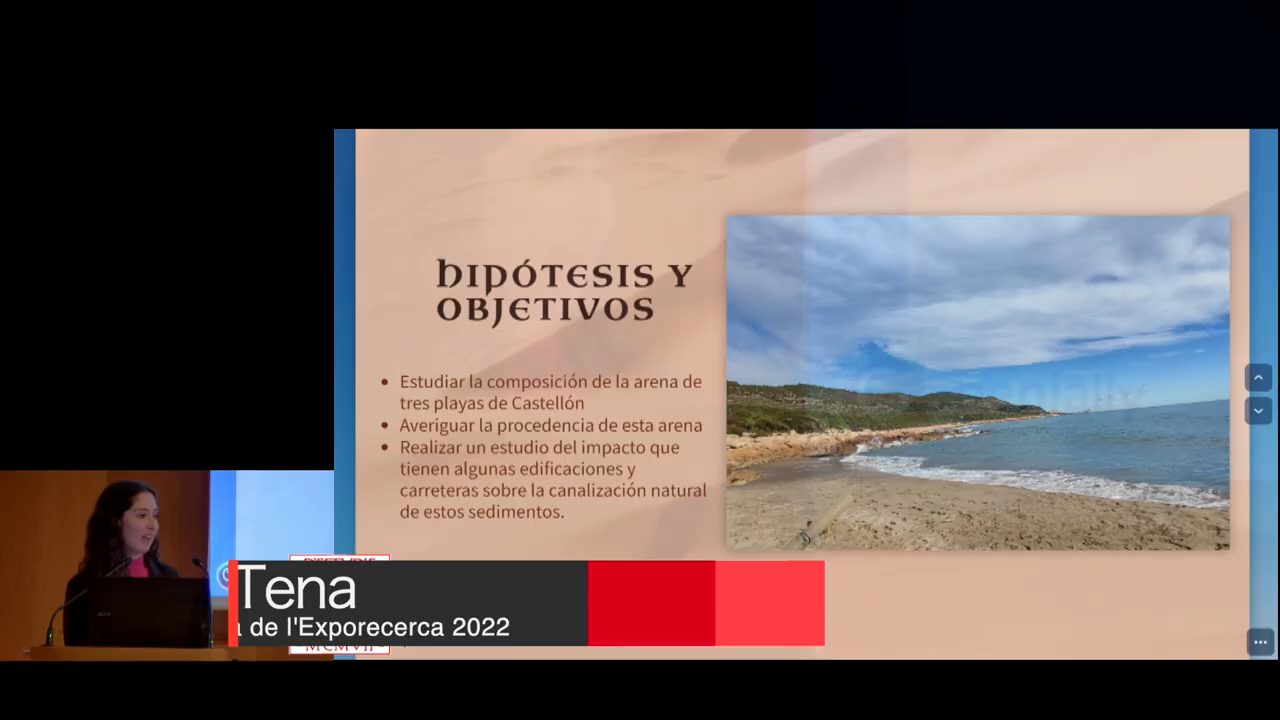 HIPÓTESIS Y
OBJETIVOS
• Estudiar la composición de la arena de
tres playas de Castellón
• Averiguar la procedencia de esta arena
• Realizar un estudio del impacto que
tienen algunas edificaciones y
carreteras sobre la canalización natural
de estos sedimentos.
Tena
a de l'Exporecerca 2022